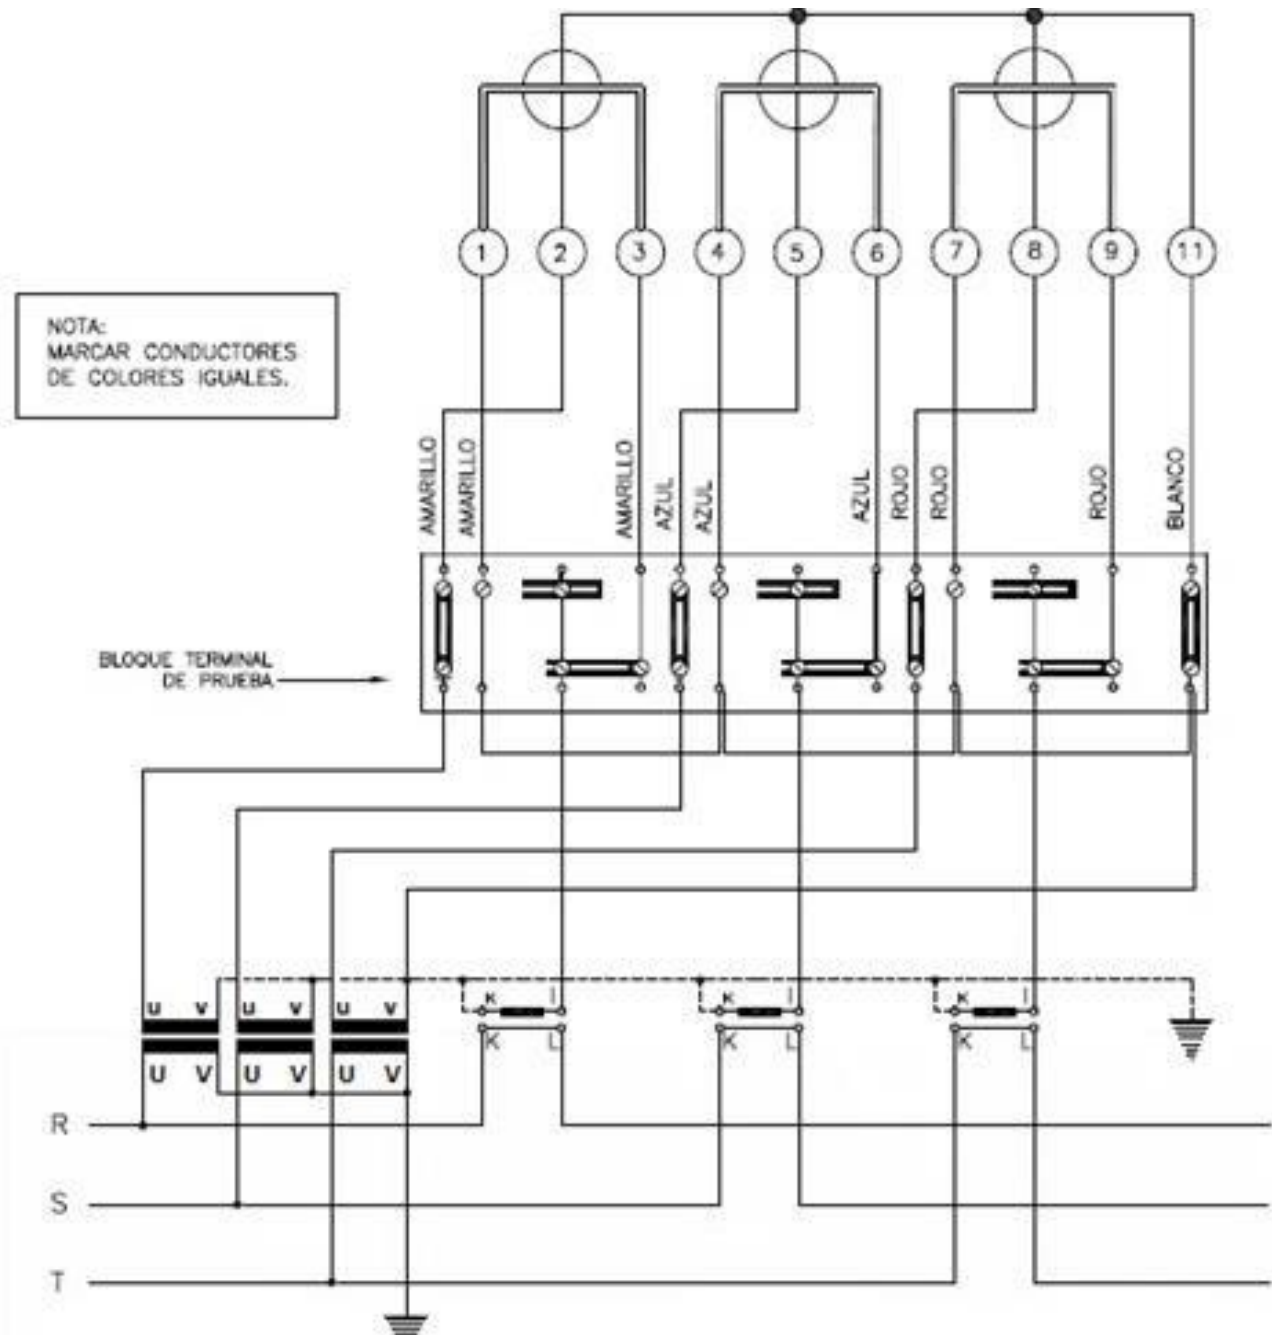 1 2 3 4 5 6 7 8 9 11
NOTA:
MARCAR CONDUCTORES
DE COLORES IGUALES.
AMARILLO
AMARILLO
AMARILLO
AZUL
AZUL
AZUL
ROJO
ROJO
ROJO
BLANCO
BLOQUE TERMINAL
DE PRUEBA
u v u v u v
K l K l K l
K L K L K L
U V U V U V
R
S
T